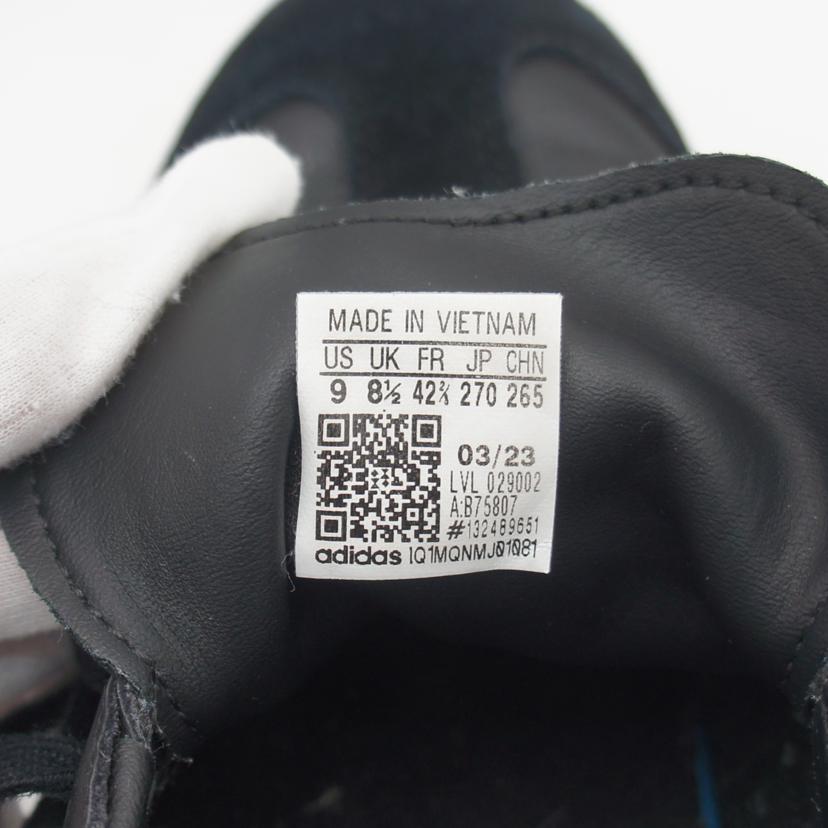 MADE IN VIETNAM
US UK FR JP CHN
9 8½ 42⅔ 270 265
03/23
LVL 029002
A:B75807
#132489651
adidas 1Q1MQNMJ01081